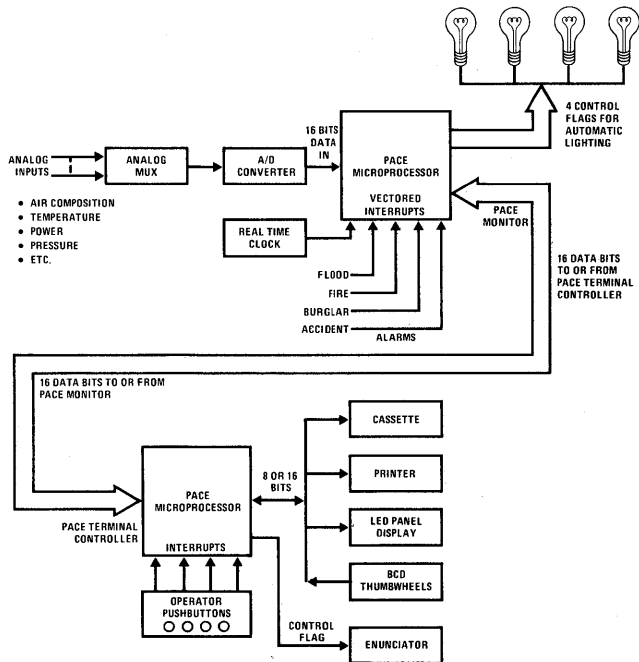 4 CONTROL
FLAGS FOR
AUTOMATIC
LIGHTING
16 BITS
DATA
IN
ANALOG
INPUTS
ANALOG
MUX
A/D
CONVERTER
PACE
MICROPROCESSOR
VECTORED
INTERRUPTS
• AIR COMPOSITION
• TEMPERATURE
• POWER
• PRESSURE
• ETC.
REAL TIME
CLOCK
PACE
MONITOR
FLOOD
FIRE
BURGLAR
ACCIDENT
ALARMS
16 DATA BITS
TO OR FROM
PACE TERMINAL
CONTROLLER
16 DATA BITS TO OR FROM
PACE MONITOR
PACE
MICROPROCESSOR
INTERRUPTS
PACE TERMINAL
CONTROLLER
8 OR 16
BITS
CASSETTE
PRINTER
LED PANEL
DISPLAY
BCD
THUMBWHEELS
OPERATOR
PUSHBUTTONS
CONTROL
FLAG
ENUNCIATOR